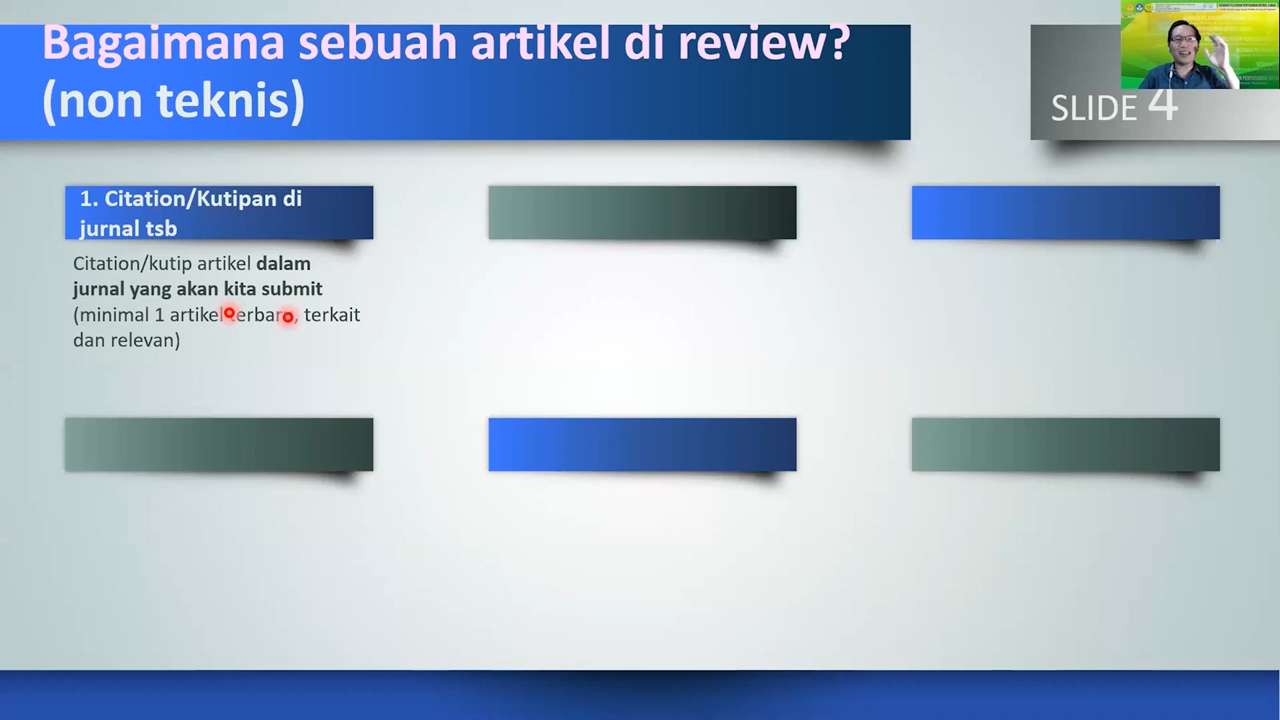 Bagaimana sebuah artikel di review?
(non teknis)
SLIDE 4
1. Citation/Kutipan di
jurnal tsb
Citation/kutip artikel dalam
jurnal yang akan kita submit
(minimal 1 artikel terbaru, terkait
dan relevan)